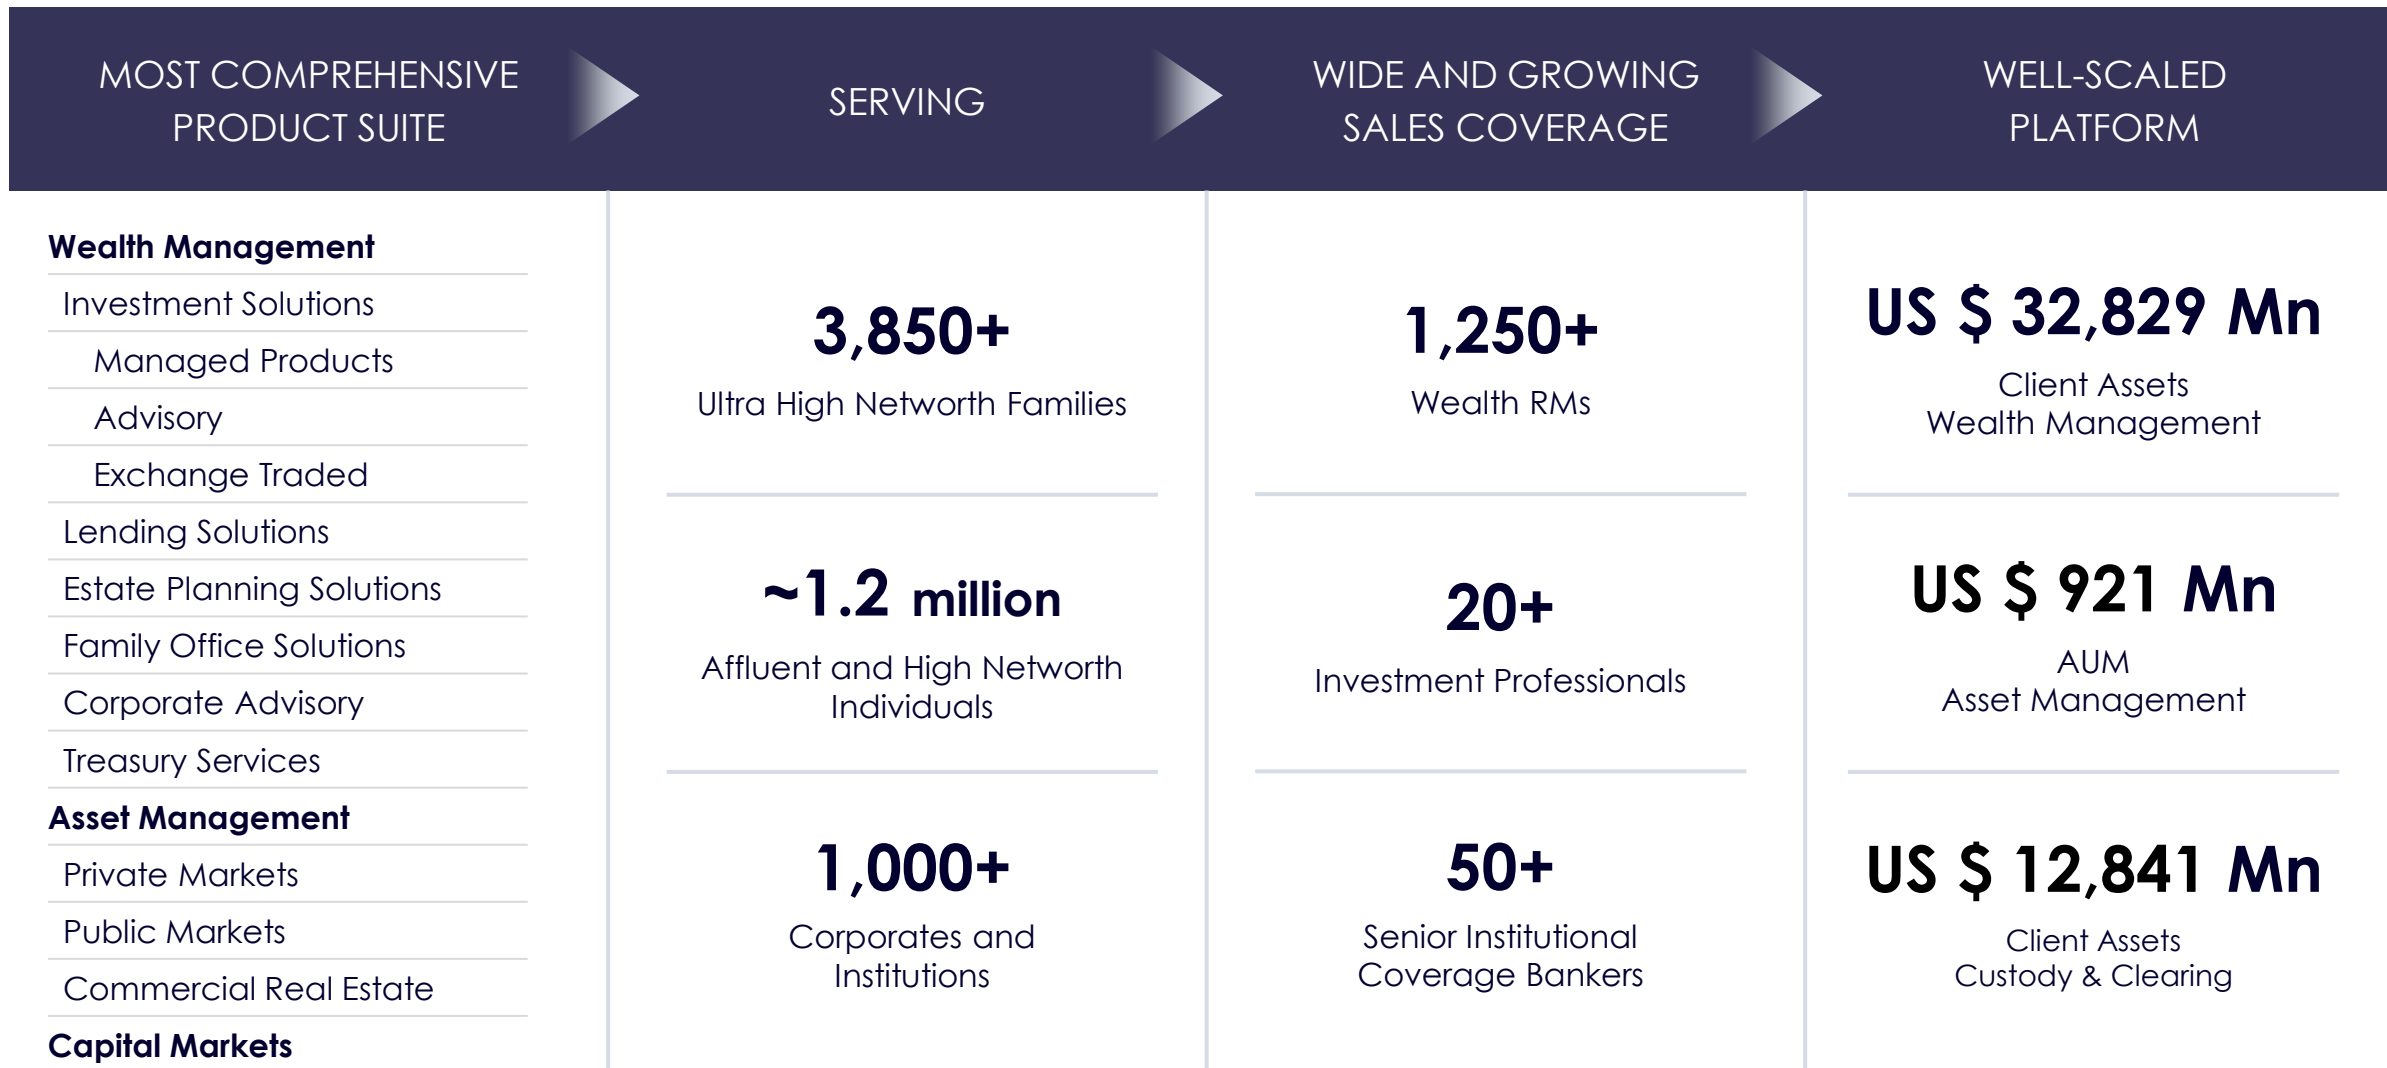 MOST COMPREHENSIVE
PRODUCT SUITE
SERVING
WIDE AND GROWING
SALES COVERAGE
WELL-SCALED
PLATFORM
Wealth Management
Investment Solutions
Managed Products
Advisory
Exchange Traded
Lending Solutions
Estate Planning Solutions
Family Office Solutions
Corporate Advisory
Treasury Services
Asset Management
Private Markets
Public Markets
Commercial Real Estate
Capital Markets
3,850+
Ultra High Networth Families
~1.2 million
Affluent and High Networth
Individuals
1,000+
Corporates and
Institutions
1,250+
Wealth RMs
20+
Investment Professionals
50+
Senior Institutional
Coverage Bankers
US $ 32,829 Mn
Client Assets
Wealth Management
US $ 921 Mn
AUM
Asset Management
US $ 12,841 Mn
Client Assets
Custody & Clearing